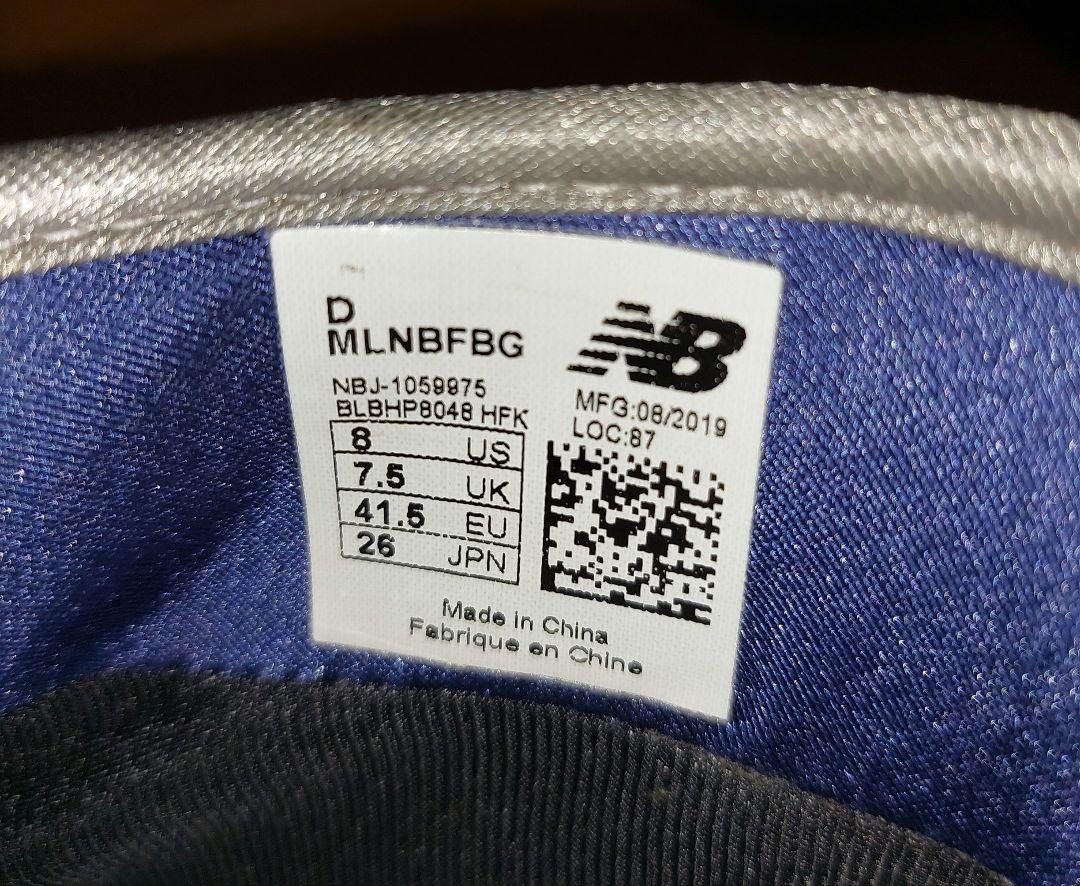 D
MLNBFBG
NB
NBJ-1059975
BLBHP8048 HFK
MFG:08/2019
LOC:87
8 US
7.5 UK
41.5 EU
26 JPN
Made in China
Fabrique en Chine